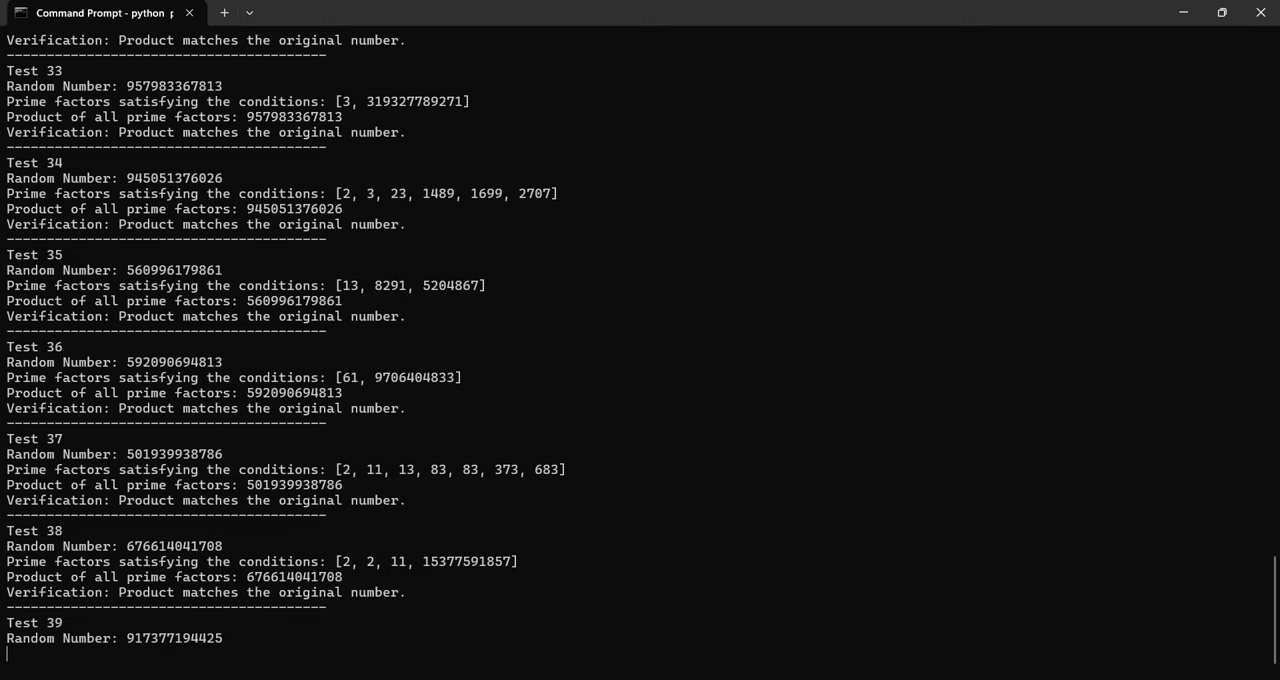 Command Prompt - python p
Verification: Product matches the original number.
----------------------------------------
Test 33
Random Number: 957983367813
Prime factors satisfying the conditions: [3, 319327789271]
Product of all prime factors: 957983367813
Verification: Product matches the original number.
----------------------------------------
Test 34
Random Number: 945051376026
Prime factors satisfying the conditions: [2, 3, 23, 1489, 1699, 2707]
Product of all prime factors: 945051376026
Verification: Product matches the original number.
----------------------------------------
Test 35
Random Number: 560996179861
Prime factors satisfying the conditions: [13, 8291, 5204867]
Product of all prime factors: 560996179861
Verification: Product matches the original number.
----------------------------------------
Test 36
Random Number: 592090694813
Prime factors satisfying the conditions: [61, 9706404833]
Product of all prime factors: 592090694813
Verification: Product matches the original number.
----------------------------------------
Test 37
Random Number: 501939938786
Prime factors satisfying the conditions: [2, 11, 13, 83, 83, 373, 683]
Product of all prime factors: 501939938786
Verification: Product matches the original number.
----------------------------------------
Test 38
Random Number: 676614041708
Prime factors satisfying the conditions: [2, 2, 11, 15377591857]
Product of all prime factors: 676614041708
Verification: Product matches the original number.
----------------------------------------
Test 39
Random Number: 917377194425